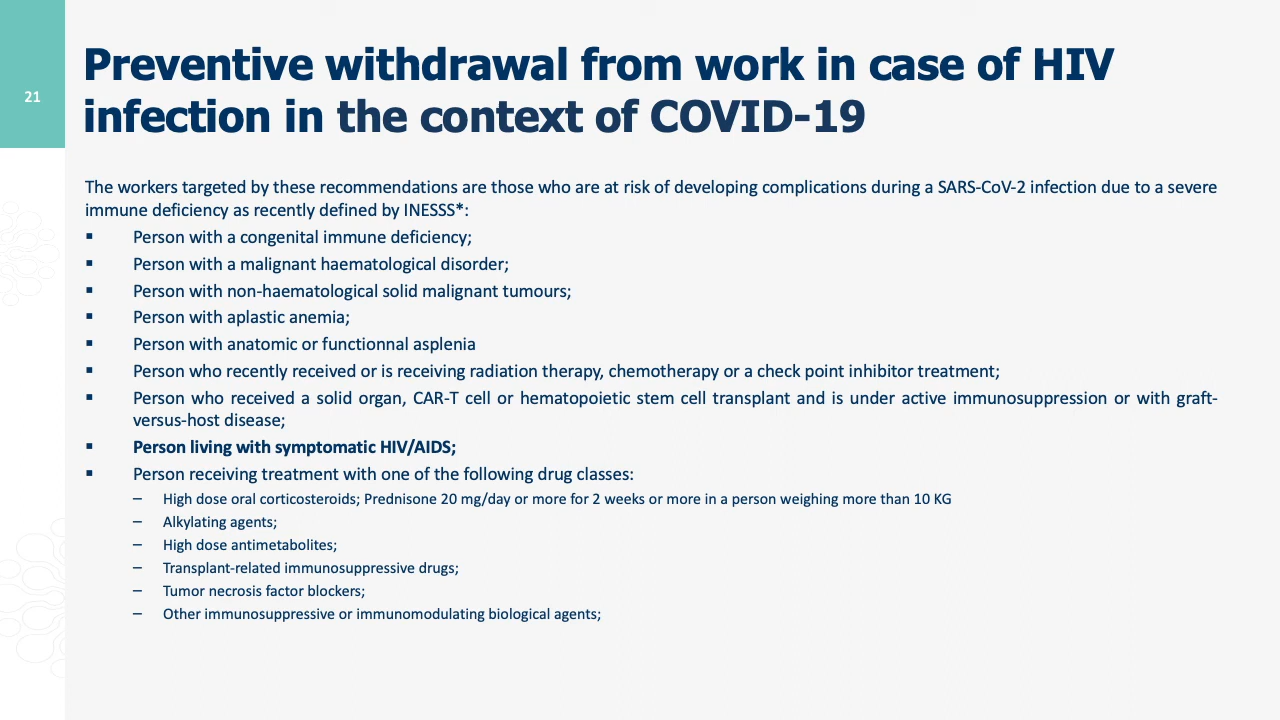 21
Preventive withdrawal from work in case of HIV
infection in the context of COVID-19
The workers targeted by these recommendations are those who are at risk of developing complications during a SARS-CoV-2 infection due to a severe
immune deficiency as recently defined by INESSS*:
▪ Person with a congenital immune deficiency;
▪ Person with a malignant haematological disorder;
▪ Person with non-haematological solid malignant tumours;
▪ Person with aplastic anemia;
▪ Person with anatomic or functionnal asplenia
▪ Person who recently received or is receiving radiation therapy, chemotherapy or a check point inhibitor treatment;
▪ Person who received a solid organ, CAR-T cell or hematopoietic stem cell transplant and is under active immunosuppression or with graft-
versus-host disease;
▪ Person living with symptomatic HIV/AIDS;
▪ Person receiving treatment with one of the following drug classes:
– High dose oral corticosteroids; Prednisone 20 mg/day or more for 2 weeks or more in a person weighing more than 10 KG
– Alkylating agents;
– High dose antimetabolites;
– Transplant-related immunosuppressive drugs;
– Tumor necrosis factor blockers;
– Other immunosuppressive or immunomodulating biological agents;